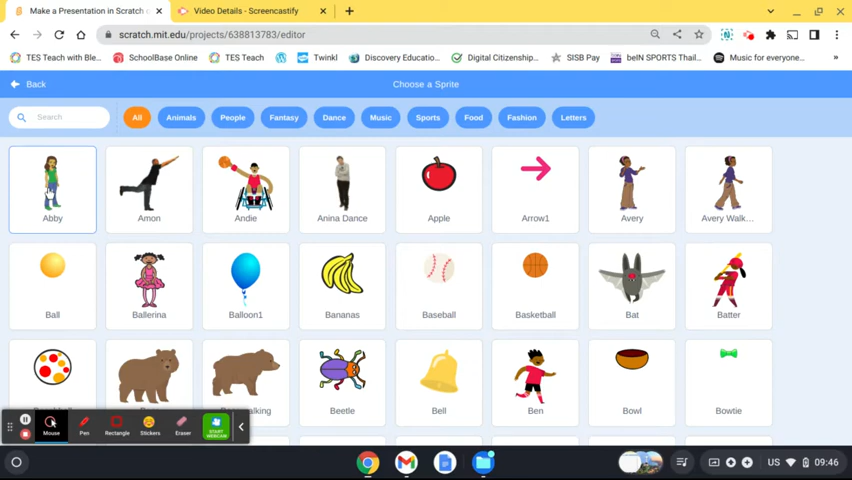 Make a Presentation in Scratch o
Video Details - Screencastify
scratch.mit.edu/projects/638813783/editor
TES Teach with Ble...
SchoolBase Online
TES Teach
Twinkl
Discovery Educatio...
Digital Citizenship...
SISB Pay
beIN SPORTS Thail...
Music for everyone...
Back
Choose a Sprite
Search
All
Animals
People
Fantasy
Dance
Music
Sports
Food
Fashion
Letters
Abby
Amon
Andie
Anina Dance
Apple
Arrow1
Avery
Avery Walk...
Ball
Ballerina
Balloon1
Bananas
Baseball
Basketball
Bat
Batter
Beetle
Bell
Ben
Bowl
Bowtie
Mouse
Pen
Rectangle
Stickers
Eraser
START
WEBCAM
US
09:46